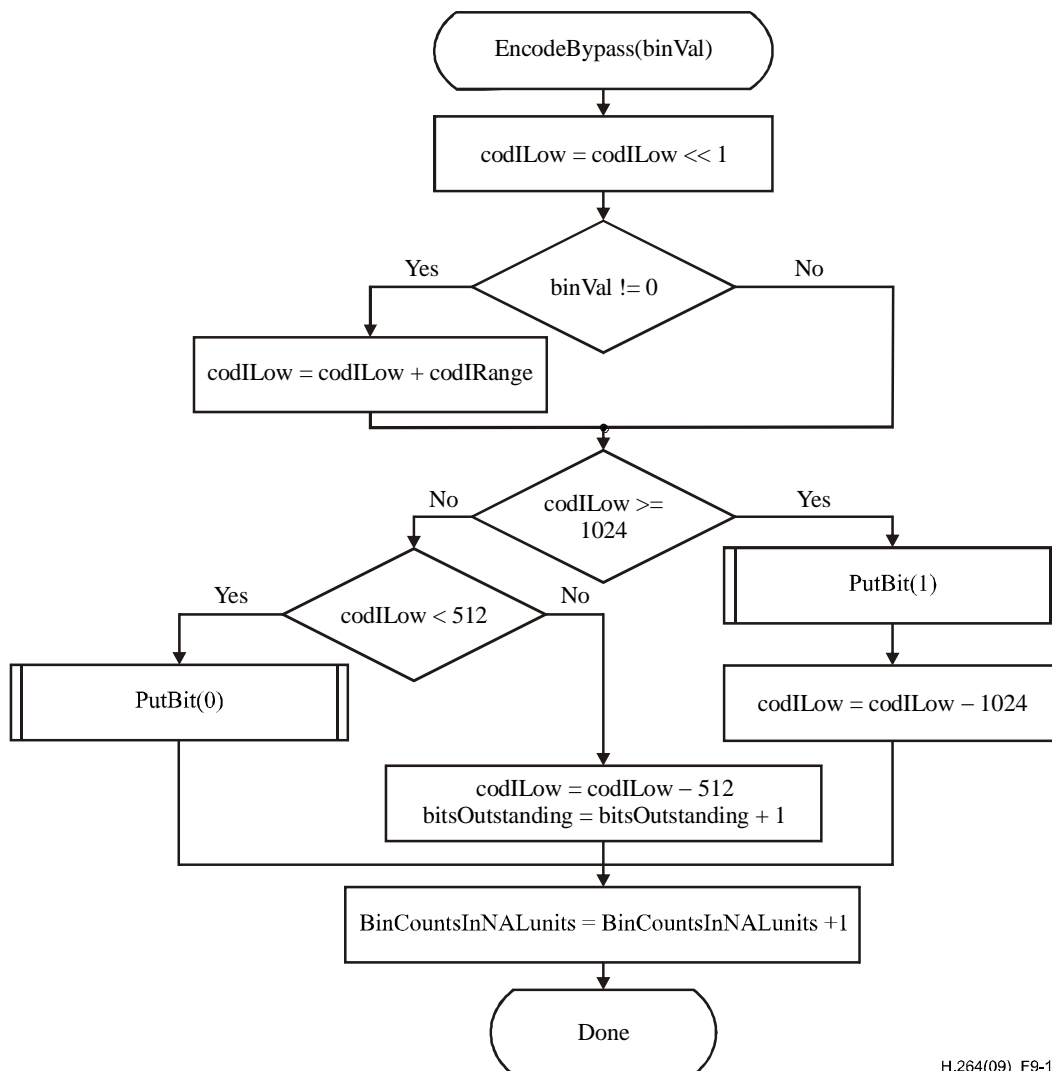 EncodeBypass(binVal)
codILow = codILow << 1
Yes
No
binVal != 0
codILow = codILow + codIRange
No
Yes
codILow >=
1024
PutBit(1)
Yes
No
codILow < 512
PutBit(0)
codILow = codILow − 1024
codILow = codILow − 512
bitsOutstanding = bitsOutstanding + 1
BinCountsInNALunits = BinCountsInNALunits +1
Done
H.264(09)_F9-1